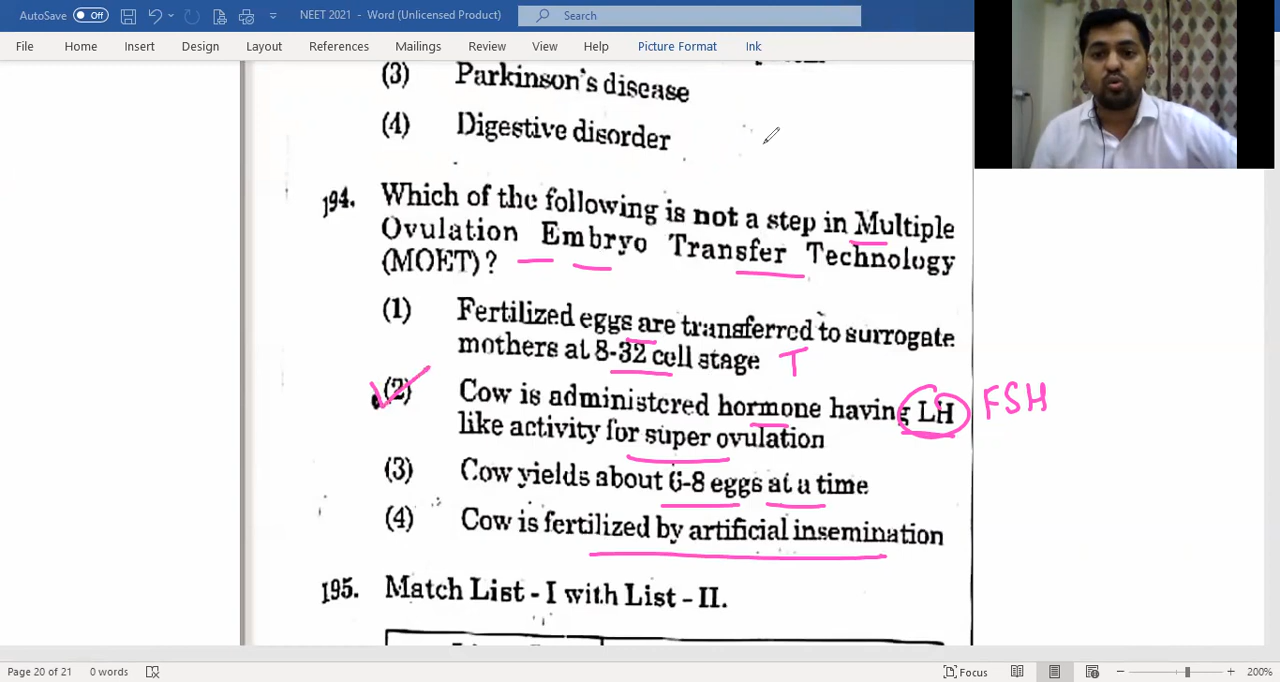 AutoSave Off NEET 2021 - Word (Unlicensed Product) Search
File Home Insert Design Layout References Mailings Review View Help Picture Format Ink
(3) Parkinson's disease
(4) Digestive disorder
194. Which of the following is not a step in Multiple
Ovulation Embryo Transfer Technology
(MOET)?
(1) Fertilized eggs are transferred to surrogate
mothers at 8-32 cell stage T
(2) Cow is administered hormone having LH FSH
like activity for super ovulation
(3) Cow yields about 6-8 eggs at a time
(4) Cow is fertilized by artificial insemination
195. Match List - I with List - II.
Page 20 of 21 0 words Focus 200%